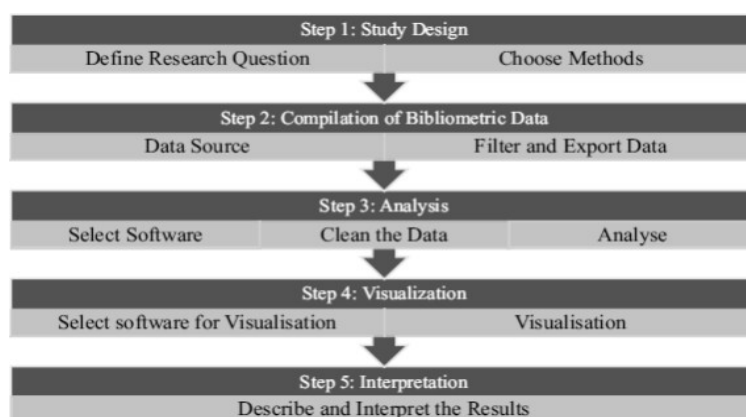 Step 1: Study Design
Define Research Question Choose Methods
Step 2: Compilation of Bibliometric Data
Data Source Filter and Export Data
Step 3: Analysis
Select Software Clean the Data Analyse
Step 4: Visualization
Select software for Visualisation Visualisation
Step 5: Interpretation
Describe and Interpret the Results